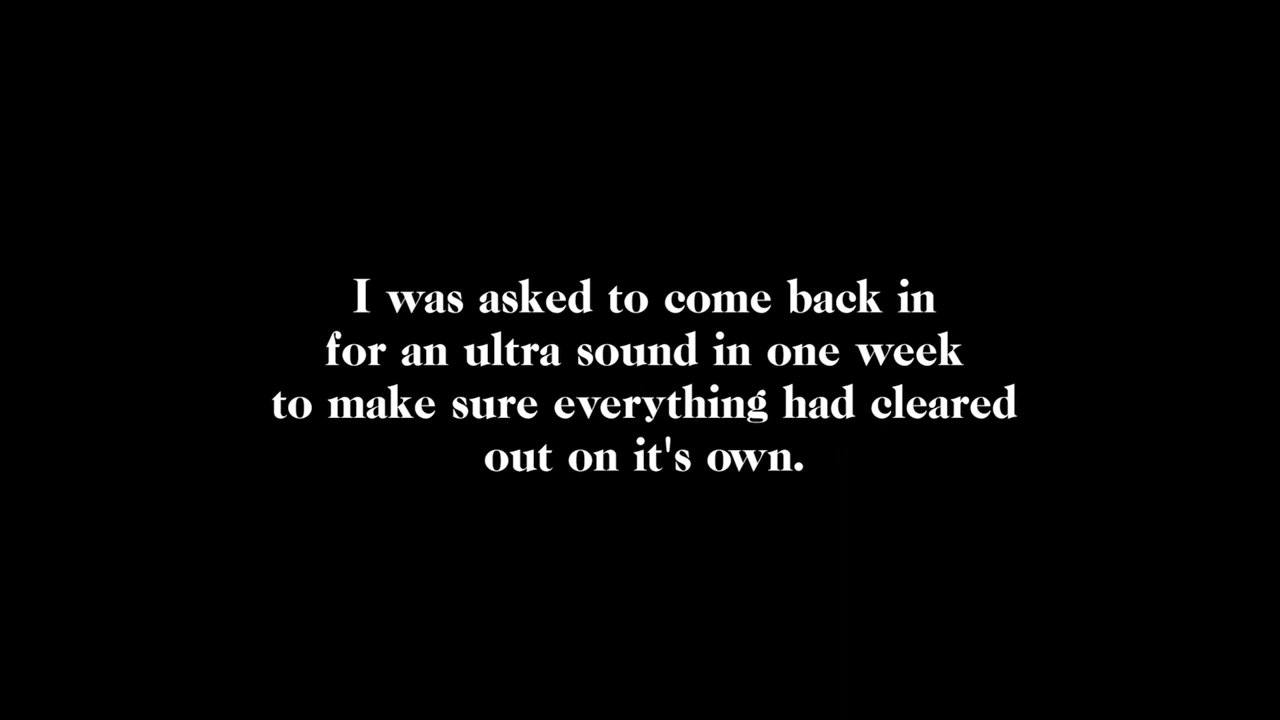 I was asked to come back in
for an ultra sound in one week
to make sure everything had cleared
out on it's own.